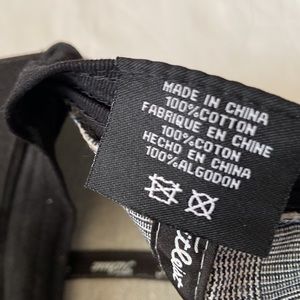 MADE IN CHINA
100%COTTON
FABRIQUE EN CHINE
100%COTON
HECHO EN CHINA
100%ALGODON